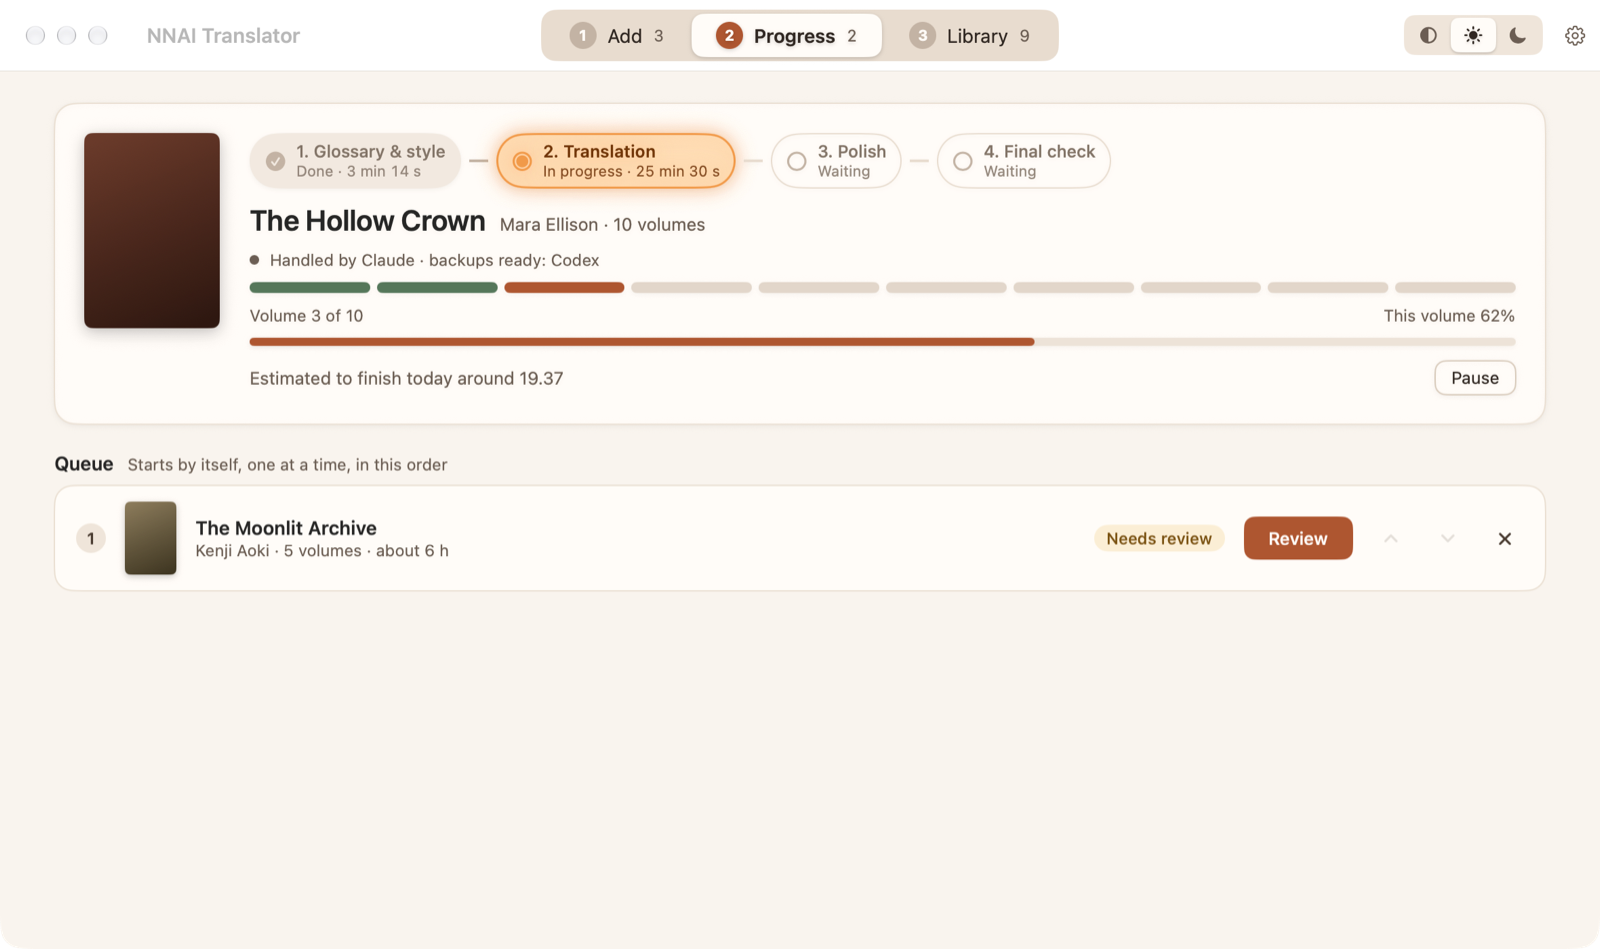 NNAI Translator
1 Add 3
2 Progress 2
3 Library 9
1. Glossary & style
Done · 3 min 14 s
2. Translation
In progress · 25 min 30 s
3. Polish
Waiting
4. Final check
Waiting
The Hollow Crown Mara Ellison · 10 volumes
Handled by Claude · backups ready: Codex
Volume 3 of 10
This volume 62%
Estimated to finish today around 19.37
Pause
Queue Starts by itself, one at a time, in this order
1
The Moonlit Archive
Kenji Aoki · 5 volumes · about 6 h
Needs review
Review